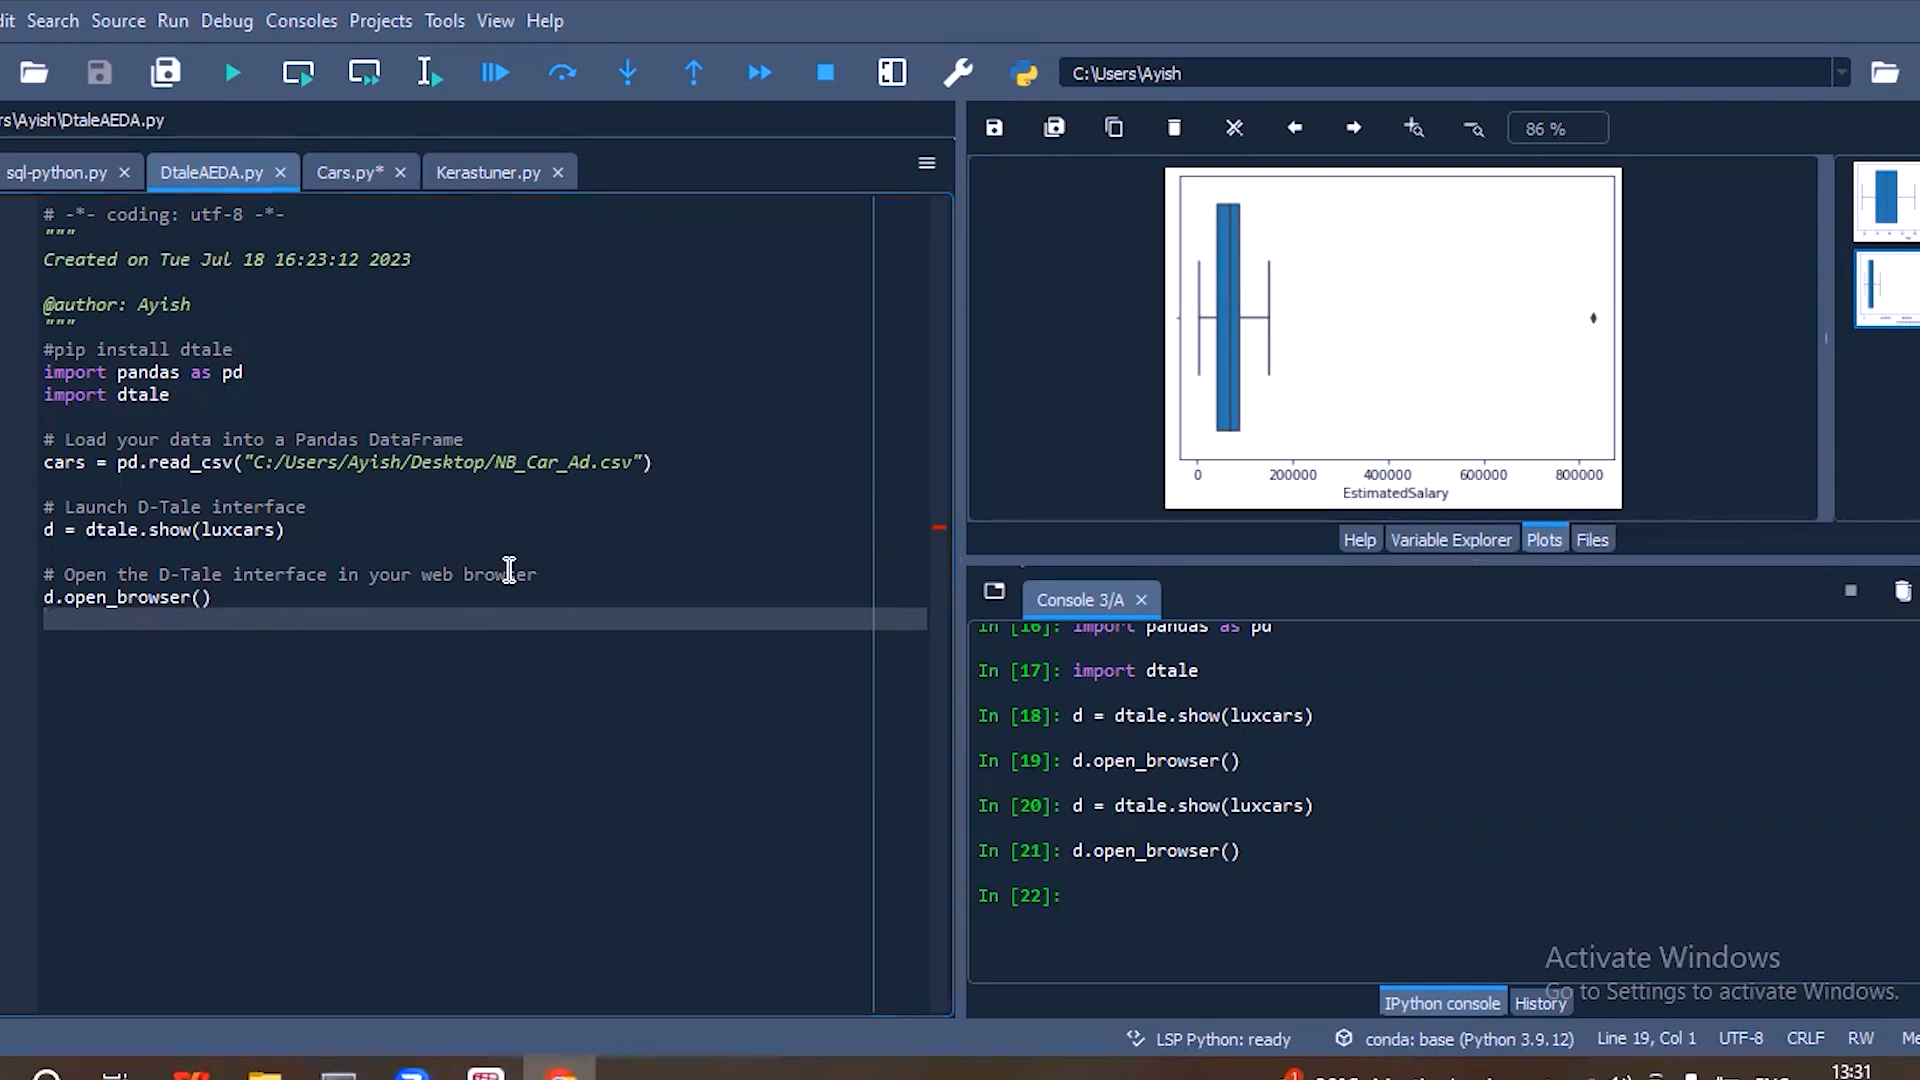 Search Source Run Debug Consoles Projects Tools View Help
C:\Users\Ayish
\Ayish\DtaleAEDA.py
sql-python.py
DtaleAEDA.py
Cars.py*
Kerastuner.py
86 %
# -*- coding: utf-8 -*-
"""
Created on Tue Jul 18 16:23:12 2023
@author: Ayish
"""
#pip install dtale
import pandas as pd
import dtale
# Load your data into a Pandas DataFrame
cars = pd.read_csv("C:/Users/Ayish/Desktop/NB_Car_Ad.csv")
# Launch D-Tale interface
d = dtale.show(luxcars)
# Open the D-Tale interface in your web browser
d.open_browser()
0 200000 400000 600000 800000
EstimatedSalary
Help Variable Explorer Plots Files
Console 3/A
In [16]: import pandas as pd
In [17]: import dtale
In [18]: d = dtale.show(luxcars)
In [19]: d.open_browser()
In [20]: d = dtale.show(luxcars)
In [21]: d.open_browser()
In [22]:
Activate Windows
Go to Settings to activate Windows.
IPython console History
LSP Python: ready conda: base (Python 3.9.12) Line 19, Col 1 UTF-8 CRLF RW
13:31